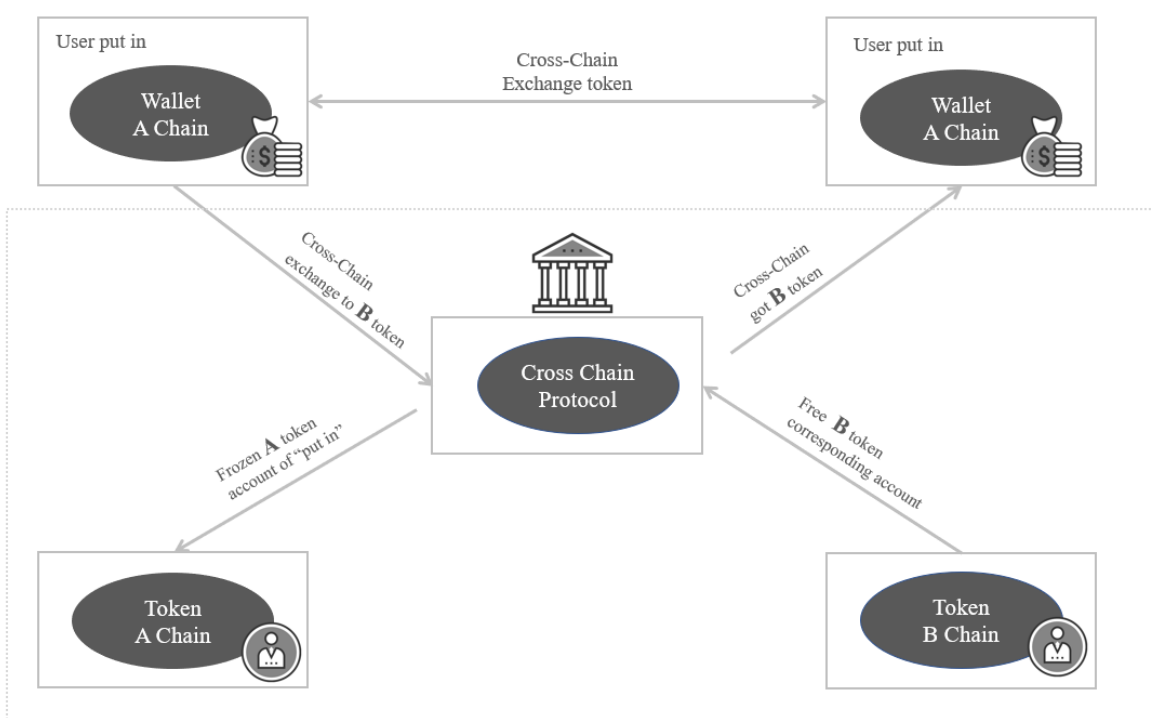 User put in
Wallet
A Chain
Cross-Chain
Exchange token
User put in
Wallet
A Chain
Cross-Chain
exchange to B token
Cross-Chain
got B token
Cross Chain
Protocol
Frozen A token
account of “put in”
Free B token
corresponding account
Token
A Chain
Token
B Chain